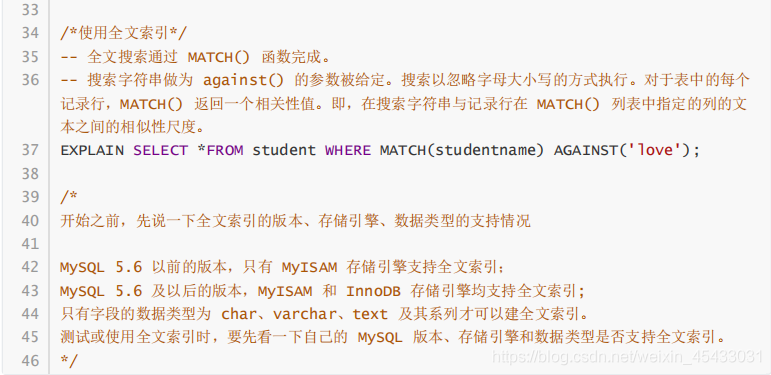 33
34 /*使用全文索引*/
35 -- 全文搜索通过 MATCH() 函数完成。
36 -- 搜索字符串做为 against() 的参数被给定。搜索以忽略字母大小写的方式执行。对于表中的每个
记录行，MATCH() 返回一个相关性值。即，在搜索字符串与记录行在 MATCH() 列表中指定的列的文
本之间的相似性尺度。
37 EXPLAIN SELECT *FROM student WHERE MATCH(studentname) AGAINST('love');
38
39 /*
40 开始之前，先说一下全文索引的版本、存储引擎、数据类型的支持情况
41
42 MySQL 5.6 以前的版本，只有 MyISAM 存储引擎支持全文索引；
43 MySQL 5.6 及以后的版本，MyISAM 和 InnoDB 存储引擎均支持全文索引；
44 只有字段的数据类型为 char、varchar、text 及其系列才可以建全文索引。
45 测试或使用全文索引时，要先看一下自己的 MySQL 版本、存储引擎和数据类型是否支持全文索引。
46 */
https://blog.csdn.net/weixin_45433031